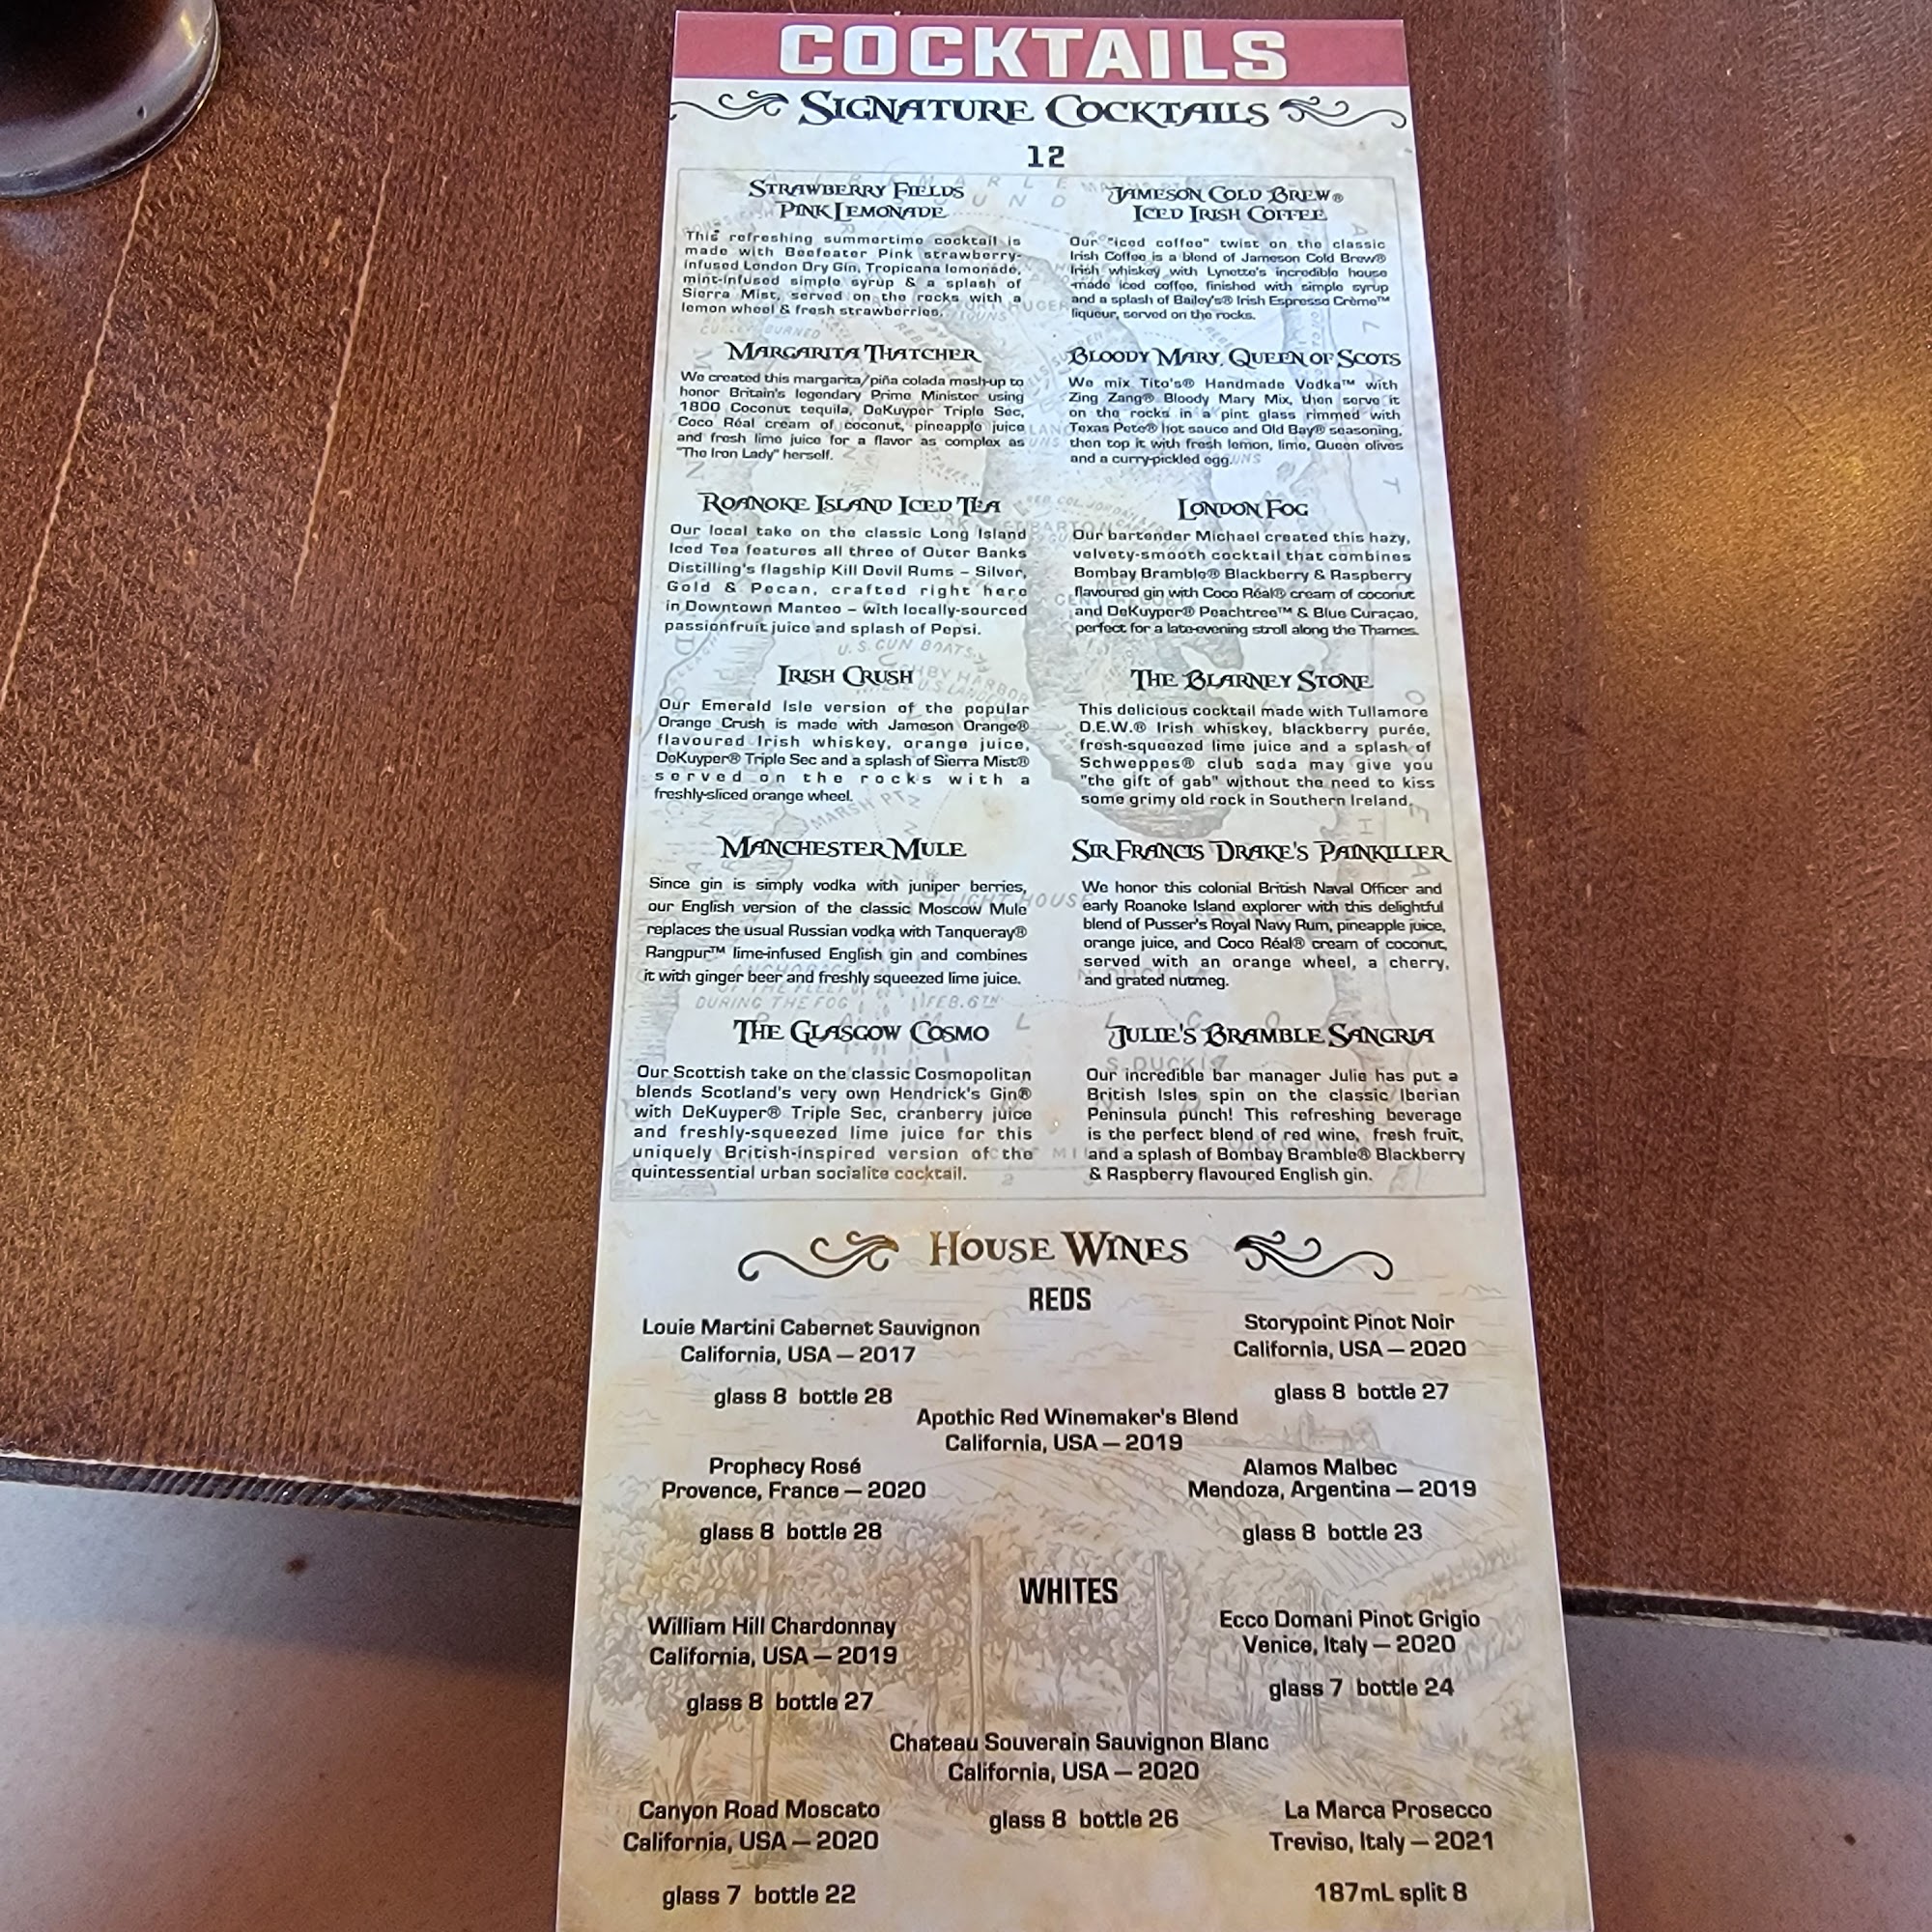 COCKTAILS
SIGNATURE COCKTAILS
12
STRAWBERRY FIELDS
PINK LEMONADE
This refreshing summertime cocktail is
made with Beefeater Pink strawberry-
infused London Dry Gin, Tropicana lemonade,
mint-infused simple syrup & a splash of
Sierra Mist, served on the rocks with a
lemon wheel & fresh strawberries.
JAMESON COLD BREW®
ICED IRISH COFFEE
Our "iced coffee" twist on the classic
Irish Coffee is a blend of Jameson Cold Brew®
Irish whiskey with Lynette's incredible house
-made iced coffee, finished with simple syrup
and a splash of Bailey's® Irish Espresso Crème™
liqueur, served on the rocks.
MARGARITA THATCHER
We created this margarita/piña colada mash-up to
honor Britain's legendary Prime Minister using
1800 Coconut tequila, DeKuyper Triple Sec,
Coco Réal cream of coconut, pineapple juice
and fresh lime juice for a flavor as complex as
"The Iron Lady" herself.
BLOODY MARY, QUEEN OF SCOTS
We mix Tito's® Handmade Vodka™ with
Zing Zang® Bloody Mary Mix, then serve it
on the rocks in a pint glass rimmed with
Texas Pete® hot sauce and Old Bay® seasoning,
then top it with fresh lemon, lime, Queen olives
and a curry-pickled egg.
ROANOKE ISLAND ICED TEA
Our local take on the classic Long Island
Iced Tea features all three of Outer Banks
Distilling's flagship Kill Devil Rums – Silver,
Gold & Pecan, crafted right here
in Downtown Manteo – with locally-sourced
passionfruit juice and splash of Pepsi.
LONDON FOG
Our bartender Michael created this hazy,
velvety-smooth cocktail that combines
Bombay Bramble® Blackberry & Raspberry
flavoured gin with Coco Réal® cream of coconut
and DeKuyper® Peachtree™ & Blue Curaçao,
perfect for a late-evening stroll along the Thames.
IRISH CRUSH
Our Emerald Isle version of the popular
Orange Crush is made with Jameson Orange®
flavoured Irish whiskey, orange juice,
DeKuyper® Triple Sec and a splash of Sierra Mist®
served on the rocks with a
freshly-sliced orange wheel.
THE BLARNEY STONE
This delicious cocktail made with Tullamore
D.E.W.® Irish whiskey, blackberry purée,
fresh-squeezed lime juice and a splash of
Schweppes® club soda may give you
"the gift of gab" without the need to kiss
some grimy old rock in Southern Ireland.
MANCHESTER MULE
Since gin is simply vodka with juniper berries,
our English version of the classic Moscow Mule
replaces the usual Russian vodka with Tanqueray®
Rangpur™ lime-infused English gin and combines
it with ginger beer and freshly squeezed lime juice.
SIR FRANCIS DRAKE'S PAINKILLER
We honor this colonial British Naval Officer and
early Roanoke Island explorer with this delightful
blend of Pusser's Royal Navy Rum, pineapple juice,
orange juice, and Coco Réal® cream of coconut,
served with an orange wheel, a cherry,
and grated nutmeg.
THE GLASGOW COSMO
Our Scottish take on the classic Cosmopolitan
blends Scotland's very own Hendrick's Gin®
with DeKuyper® Triple Sec, cranberry juice
and freshly-squeezed lime juice for this
uniquely British-inspired version of the
quintessential urban socialite cocktail.
JULIE'S BRAMBLE SANGRIA
Our incredible bar manager Julie has put a
British Isles spin on the classic Iberian
Peninsula punch! This refreshing beverage
is the perfect blend of red wine, fresh fruit,
and a splash of Bombay Bramble® Blackberry
& Raspberry flavoured English gin.
HOUSE WINES
REDS
Louie Martini Cabernet Sauvignon
California, USA — 2017
glass 8 bottle 28
Storypoint Pinot Noir
California, USA — 2020
glass 8 bottle 27
Apothic Red Winemaker's Blend
California, USA — 2019
Prophecy Rosé
Provence, France — 2020
glass 8 bottle 28
Alamos Malbec
Mendoza, Argentina — 2019
glass 8 bottle 23
WHITES
William Hill Chardonnay
California, USA — 2019
glass 8 bottle 27
Ecco Domani Pinot Grigio
Venice, Italy — 2020
glass 7 bottle 24
Chateau Souverain Sauvignon Blanc
California, USA — 2020
glass 8 bottle 26
Canyon Road Moscato
California, USA — 2020
glass 7 bottle 22
La Marca Prosecco
Treviso, Italy — 2021
187mL split 8